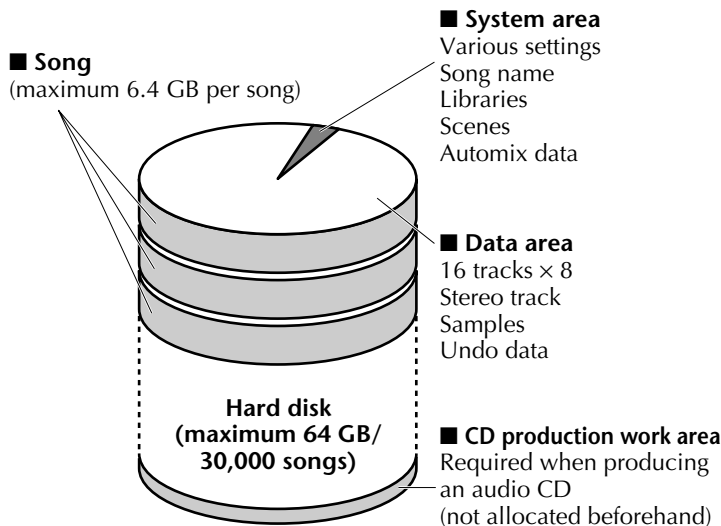 ■ Song
(maximum 6.4 GB per song)
■ System area
Various settings
Song name
Libraries
Scenes
Automix data
■ Data area
16 tracks × 8
Stereo track
Samples
Undo data
Hard disk
(maximum 64 GB/
30,000 songs)
■ CD production work area
Required when producing
an audio CD
(not allocated beforehand)